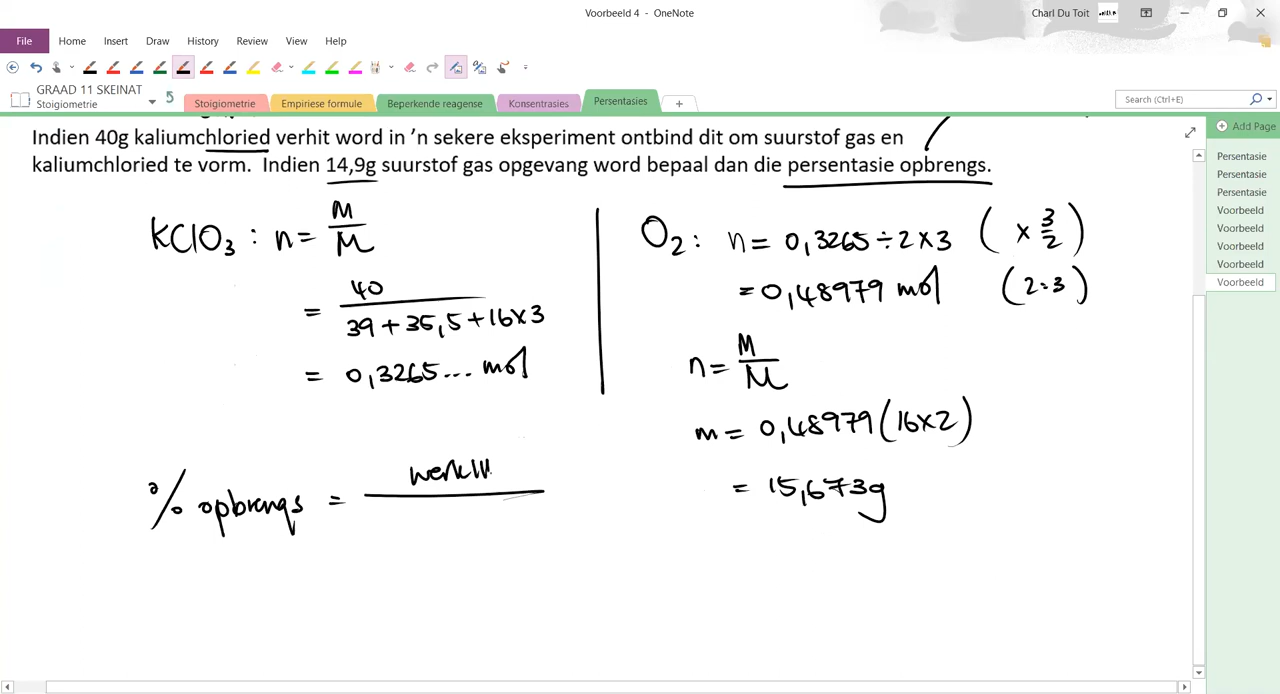 Voorbeeld 4 - OneNote
Charl Du Toit
File Home Insert Draw History Review View Help
GRAAD 11 SKEINAT
Stoigiometrie
Stoigiometrie Empiriese formule Beperkende reagense Konsentrasies Persentasies +
Search (Ctrl+E)
Add Page
Indien 40g kaliumchloried verhit word in 'n sekere eksperiment ontbind dit om suurstof gas en
kaliumchloried te vorm. Indien 14,9g suurstof gas opgevang word bepaal dan die persentasie opbrengs.
KClO3 : n = M/M
= 40/39 + 35,5 + 16×3
= 0,3265... mol
O2 : n = 0,3265 ÷ 2 × 3 (× 3/2)
= 0,48979 mol (2:3)
n = M/M
m = 0,48979 (16×2)
= 15,673g
% opbrengs =
Persentasie
Persentasie
Persentasie
Voorbeeld
Voorbeeld
Voorbeeld
Voorbeeld
Voorbeeld